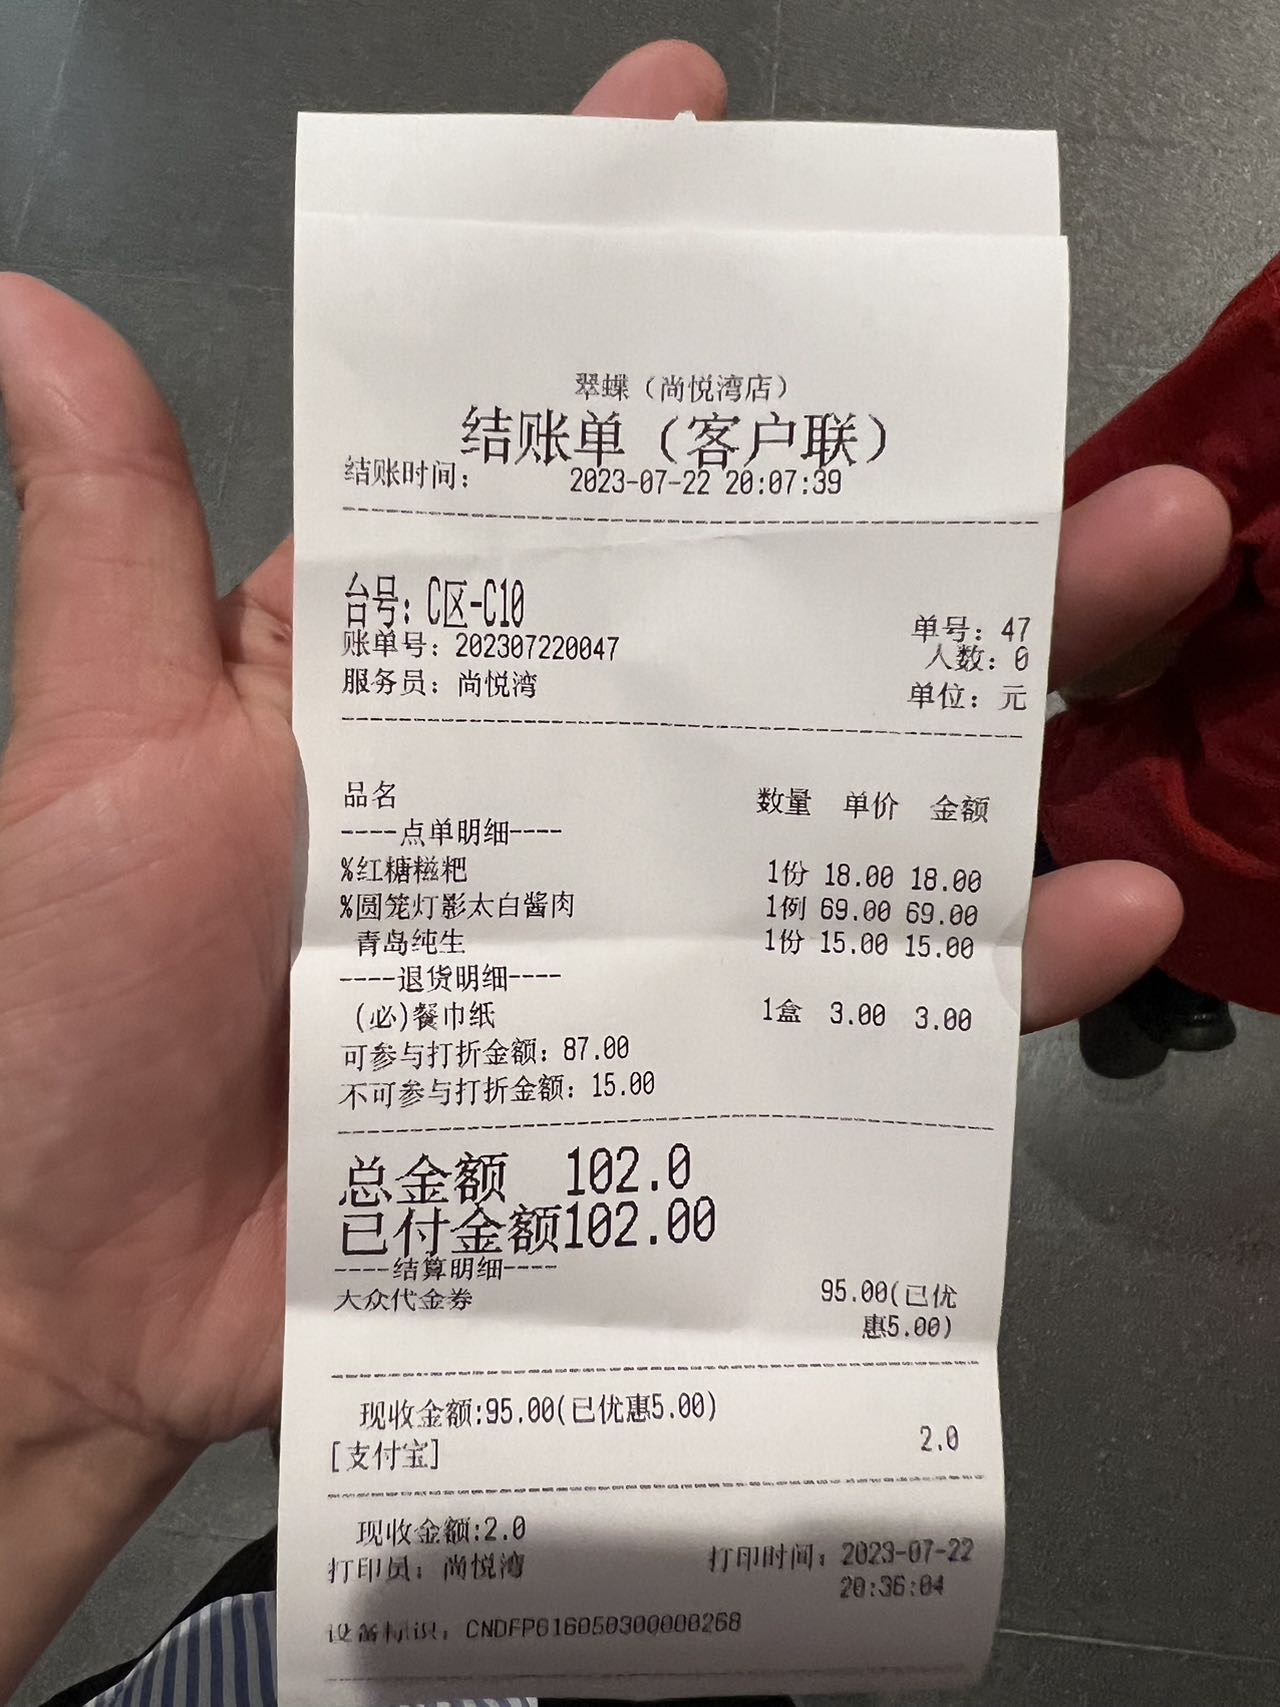 翠蝶（尚悦湾店）
结账单（客户联）
结账时间： 2023-07-22 20:07:39
台号：C区-C10
单号：47
账单号：202307220047
人数：0
服务员：尚悦湾
单位：元
品名 数量 单价 金额
----点单明细----
%红糖糍粑 1份 18.00 18.00
%圆笼灯影太白酱肉 1例 69.00 69.00
青岛纯生 1份 15.00 15.00
----退货明细----
(必)餐巾纸 1盒 3.00 3.00
可参与打折金额：87.00
不可参与打折金额：15.00
总金额 102.0
已付金额102.00
----结算明细----
大众代金券 95.00(已优
惠5.00)
现收金额:95.00(已优惠5.00)
[支付宝] 2.0
现收金额:2.0
打印员：尚悦湾 打印时间：2023-07-22
20:36:04
设备标识：CNDFP616050300000268